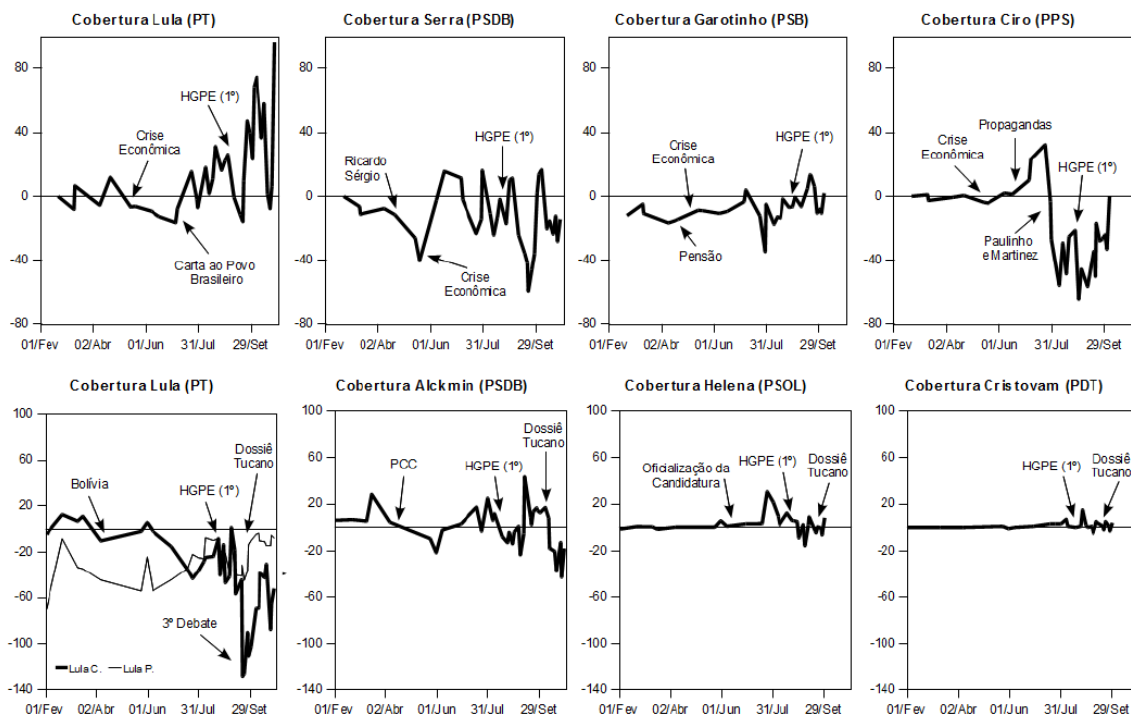 Cobertura Lula (PT)
80
40
0
-40
-80
01/Fev 02/Abr 01/Jun 31/Jul 29/Set
HGPE (1º)
Crise
Econômica
Carta ao Povo
Brasileiro
Cobertura Serra (PSDB)
80
40
0
-40
-80
01/Fev 02/Abr 01/Jun 31/Jul 29/Set
HGPE (1º)
Ricardo
Sérgio
Crise
Econômica
Cobertura Garotinho (PSB)
80
40
0
-40
-80
01/Fev 02/Abr 01/Jun 31/Jul 29/Set
Crise
Econômica
HGPE (1º)
Pensão
Cobertura Ciro (PPS)
80
40
0
-40
-80
01/Fev 02/Abr 01/Jun 31/Jul 29/Set
Propagandas
Crise
Econômica
HGPE (1º)
Paulinho
e Martinez
Cobertura Lula (PT)
100
60
20
-20
-60
-100
-140
01/Fev 02/Abr 01/Jun 31/Jul 29/Set
Dossiê
Tucano
Bolívia
HGPE (1º)
3º Debate
Lula C. Lula P.
Cobertura Alckmin (PSDB)
100
60
20
-20
-60
-100
-140
01/Fev 02/Abr 01/Jun 31/Jul 29/Set
Dossiê
Tucano
PCC
HGPE (1º)
Cobertura Helena (PSOL)
100
60
20
-20
-60
-100
-140
01/Fev 02/Abr 01/Jun 31/Jul 29/Set
Oficialização da
Candidatura
HGPE (1º)
Dossiê
Tucano
Cobertura Cristovam (PDT)
100
60
20
-20
-60
-100
-140
01/Fev 02/Abr 01/Jun 31/Jul 29/Set
HGPE (1º)
Dossiê
Tucano